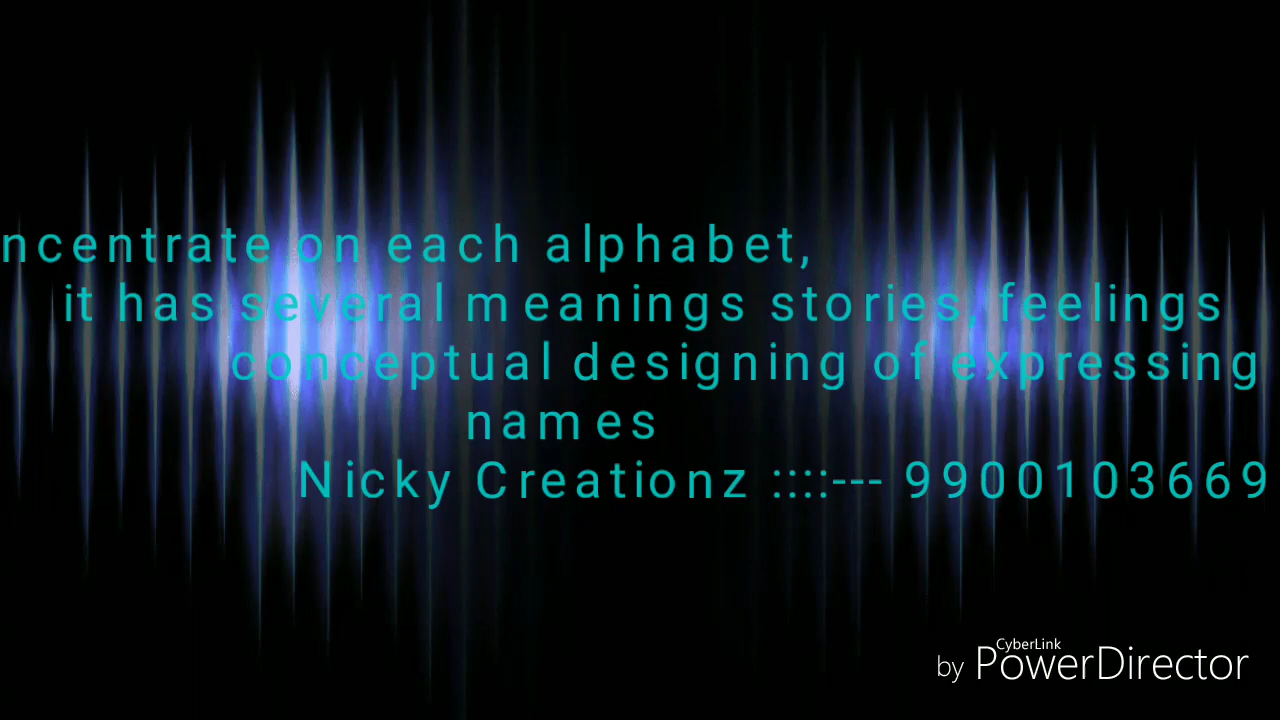 ncentrate on each alphabet,
it has several meanings stories, feelings
conceptual designing of expressing
names
Nicky Creationz ::::--- 9900103669
CyberLink
by PowerDirector